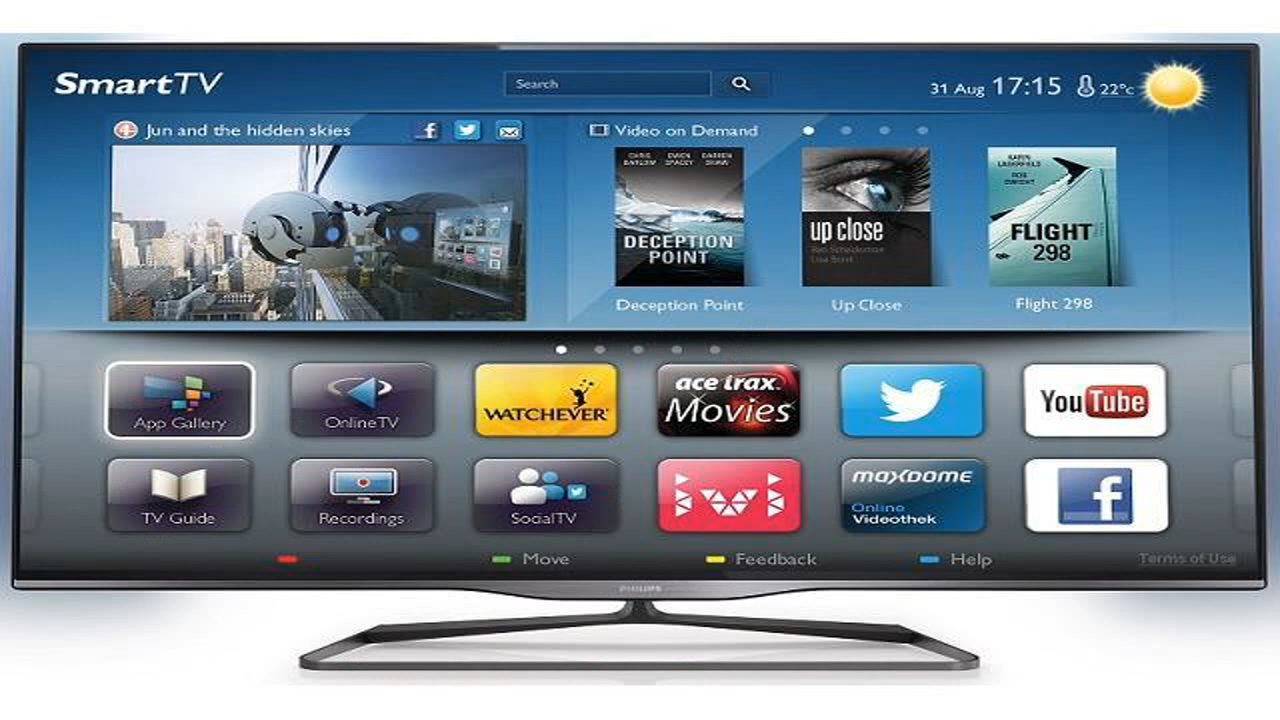 SmartTV
Search
31 Aug 17:15 22°c
Jun and the hidden skies
Video on Demand
DECEPTION
POINT
up close
FLIGHT
298
Deception Point
Up Close
Flight 298
App Gallery
OnlineTV
WATCHEVER
ace trax.
Movies
YouTube
TV Guide
Recordings
SocialTV
ivi
maxdome
Online
Videothek
f
Move
Feedback
Help
Terms of Use
PHILIPS